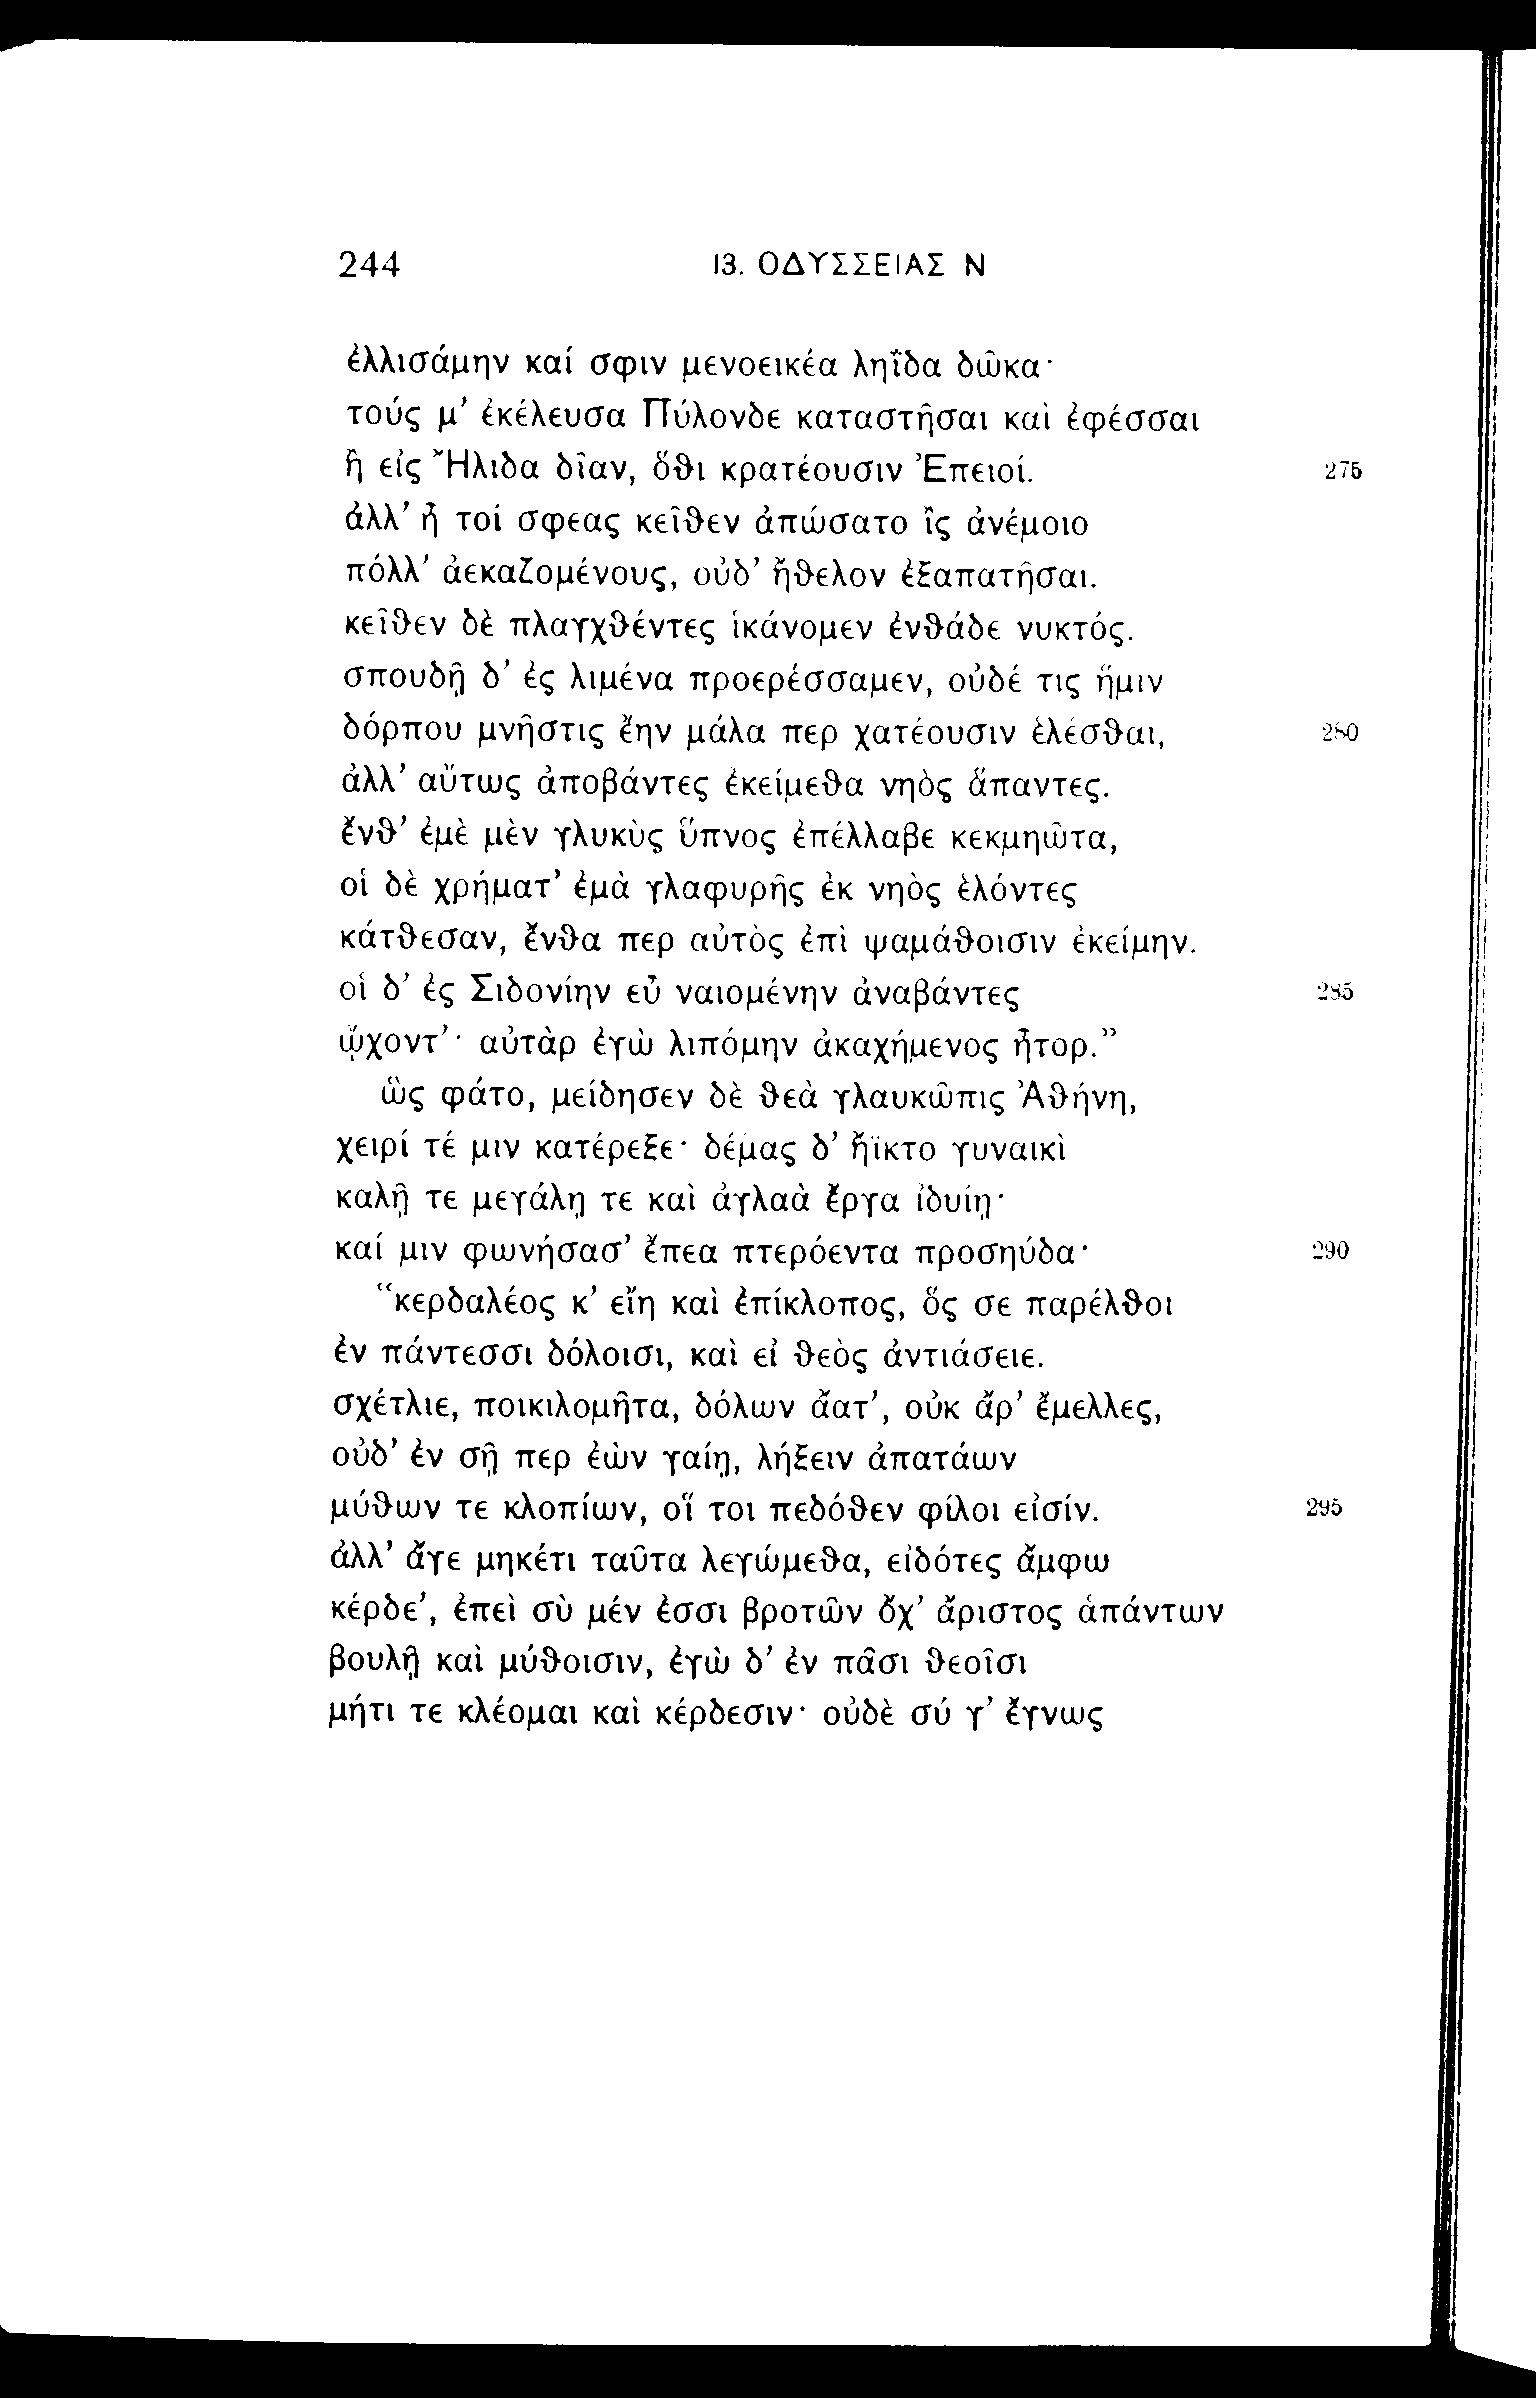 244 13. ΟΔΥΣΣΕΙΑΣ Ν
ἐλλισάμην καί σφιν μενοεικέα ληΐδα δῶκα·
τούς μ’ ἐκέλευσα Πύλονδε καταστῆσαι καὶ ἐφέσσαι
ἢ εἰς Ἤλιδα δῖαν, ὅθι κρατέουσιν Ἐπειοί. 275
ἀλλ’ ἦ τοί σφεας κεῖθεν ἀπώσατο ἲς ἀνέμοιο
πόλλ’ ἀεκαζομένους, οὐδ’ ἤθελον ἐξαπατῆσαι.
κεῖθεν δὲ πλαγχθέντες ἱκάνομεν ἐνθάδε νυκτός.
σπουδῇ δ’ ἐς λιμένα προερέσσαμεν, οὐδέ τις ἥμιν
δόρπου μνῆστις ἔην μάλα περ χατέουσιν ἑλέσθαι, 280
ἀλλ’ αὔτως ἀποβάντες ἐκείμεθα νηὸς ἅπαντες.
ἔνθ’ ἐμὲ μὲν γλυκὺς ὕπνος ἐπέλλαβε κεκμηῶτα,
οἱ δὲ χρήματ’ ἐμὰ γλαφυρῆς ἐκ νηὸς ἑλόντες
κάτθεσαν, ἔνθα περ αὐτὸς ἐπὶ ψαμάθοισιν ἐκείμην.
οἱ δ’ ἐς Σιδονίην εὖ ναιομένην ἀναβάντες 285
ᾤχοντ’· αὐτὰρ ἐγὼ λιπόμην ἀκαχήμενος ἦτορ.”
ὣς φάτο, μείδησεν δὲ θεὰ γλαυκῶπις Ἀθήνη,
χειρί τέ μιν κατέρεξε· δέμας δ’ ἤϊκτο γυναικὶ
καλῇ τε μεγάλῃ τε καὶ ἀγλαὰ ἔργα ἰδυίῃ·
καί μιν φωνήσασ’ ἔπεα πτερόεντα προσηύδα· 290
“κερδαλέος κ’ εἴη καὶ ἐπίκλοπος, ὅς σε παρέλθοι
ἐν πάντεσσι δόλοισι, καὶ εἰ θεὸς ἀντιάσειε.
σχέτλιε, ποικιλομῆτα, δόλων ἄατ’, οὐκ ἄρ’ ἔμελλες,
οὐδ’ ἐν σῇ περ ἐὼν γαίῃ, λήξειν ἀπατάων
μύθων τε κλοπίων, οἵ τοι πεδόθεν φίλοι εἰσίν. 295
ἀλλ’ ἄγε μηκέτι ταῦτα λεγώμεθα, εἰδότες ἄμφω
κέρδε’, ἐπεὶ σὺ μέν ἐσσι βροτῶν ὄχ’ ἄριστος ἁπάντων
βουλῇ καὶ μύθοισιν, ἐγὼ δ’ ἐν πᾶσι θεοῖσι
μήτι τε κλέομαι καὶ κέρδεσιν· οὐδὲ σύ γ’ ἔγνως